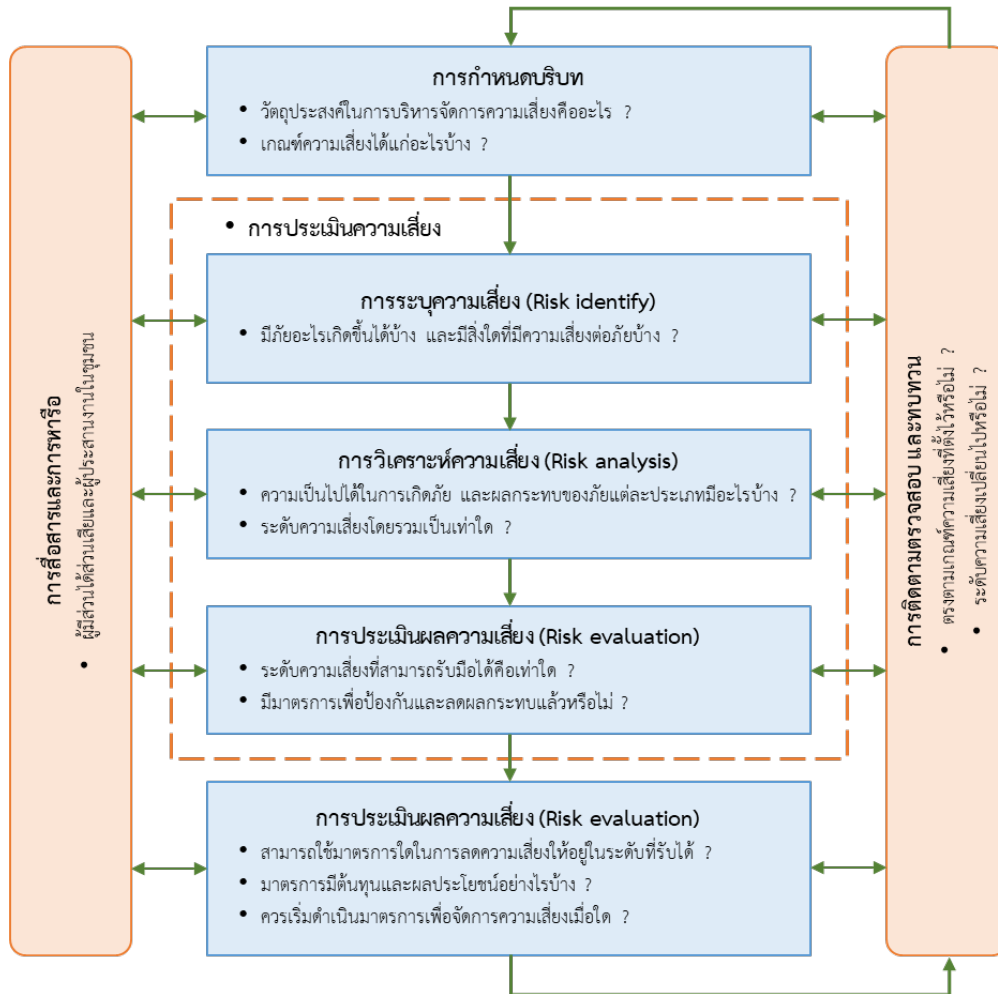 การกำหนดบริบท
• วัตถุประสงค์ในการบริหารจัดการความเสี่ยงคืออะไร ?
• เกณฑ์ความเสี่ยงได้แก่อะไรบ้าง ?
• การประเมินความเสี่ยง
การระบุความเสี่ยง (Risk identify)
• มีภัยอะไรเกิดขึ้นได้บ้าง และมีสิ่งใดที่มีความเสี่ยงต่อภัยบ้าง ?
การวิเคราะห์ความเสี่ยง (Risk analysis)
• ความเป็นไปได้ในการเกิดภัย และผลกระทบของภัยแต่ละประเภทมีอะไรบ้าง ?
• ระดับความเสี่ยงโดยรวมเป็นเท่าใด ?
การประเมินผลความเสี่ยง (Risk evaluation)
• ระดับความเสี่ยงที่สามารถรับมือได้คือเท่าใด ?
• มีมาตรการเพื่อป้องกันและลดผลกระทบแล้วหรือไม่ ?
การประเมินผลความเสี่ยง (Risk evaluation)
• สามารถใช้มาตรการใดในการลดความเสี่ยงให้อยู่ในระดับที่รับได้ ?
• มาตรการมีต้นทุนและผลประโยชน์อย่างไรบ้าง ?
• ควรเริ่มดำเนินมาตรการเพื่อจัดการความเสี่ยงเมื่อใด ?
การสื่อสารและการหารือ
• ผู้มีส่วนได้ส่วนเสียและผู้ประสานงานในชุมชน
การติดตามตรวจสอบ และทบทวน
• ตรงตามเกณฑ์ความเสี่ยงที่ตั้งไว้หรือไม่ ?
• ระดับความเสี่ยงเปลี่ยนไปหรือไม่ ?